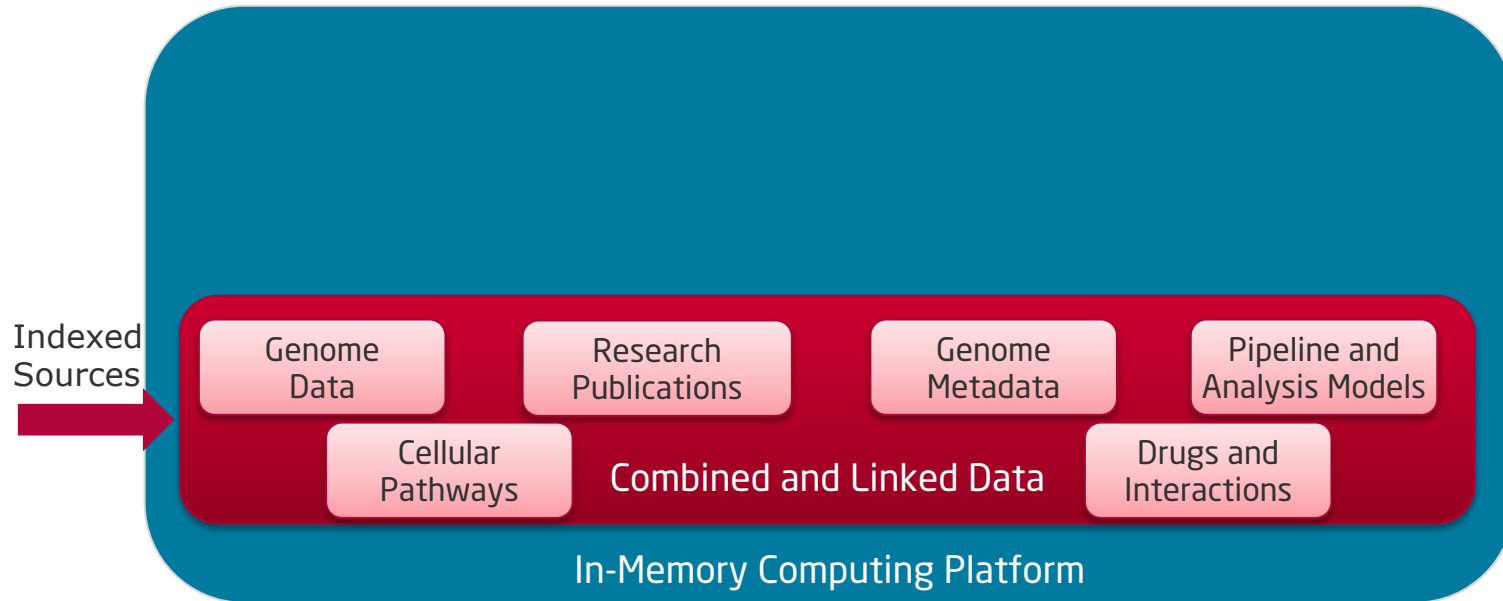 Indexed
Sources
Genome
Data
Research
Publications
Genome
Metadata
Pipeline and
Analysis Models
Cellular
Pathways
Combined and Linked Data
Drugs and
Interactions
In-Memory Computing Platform